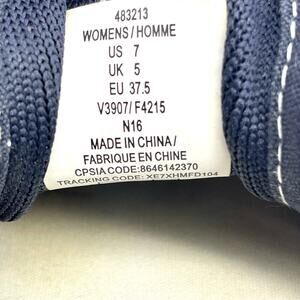 483213
WOMENS/HOMME
US 7
UK 5
EU 37.5
V3907/F4215
N16
MADE IN CHINA/
FABRIQUE EN CHINE
CPSIA CODE:8646142370
TRACKING CODE: XE7XHMFD104